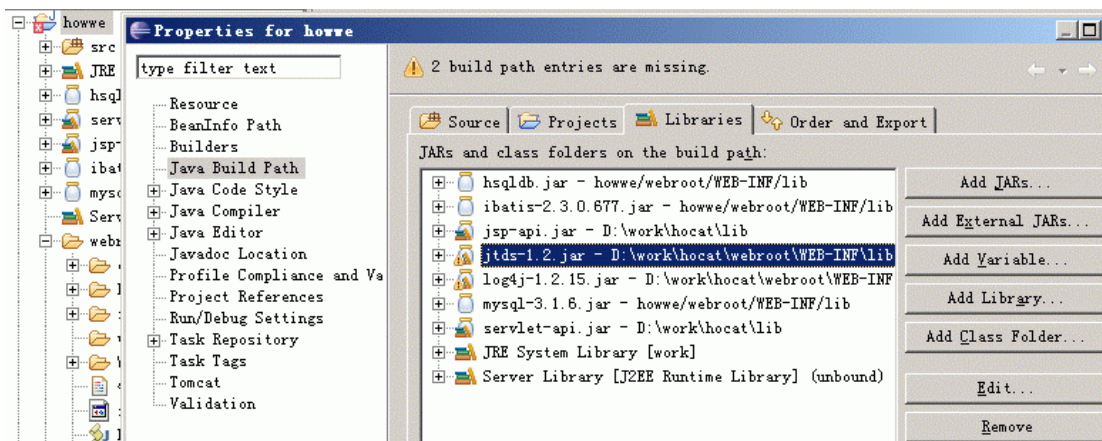 howwe
Properties for howwe
src
JRE
serv
jsp-
ibat
mysq
Serv
type filter text
Resource
BeanInfo Path
Builders
Java Build Path
Java Code Style
Java Compiler
Java Editor
Javadoc Location
Profile Compliance and Va
Project References
Run/Debug Settings
Task Repository
Task Tags
Tomcat
Validation
2 build path entries are missing.
Source
Projects
Libraries
Order and Export
JARs and class folders on the build path:
hsqldb.jar - howwe/webroot/WEB-INF/lib
ibatis-2.3.0.677.jar - howwe/webroot/WEB-INF/lib
jsp-api.jar - D:\work\hocat\lib
jtds-1.2.jar - D:\work\hocat\webroot\WEB-INF\lib
log4j-1.2.15.jar - D:\work\hocat\webroot\WEB-INF
mysql-3.1.6.jar - howwe/webroot/WEB-INF/lib
servlet-api.jar - D:\work\hocat\lib
JRE System Library [work]
Server Library [J2EE Runtime Library] (unbound)
Add JARs...
Add External JARs...
Add Variable...
Add Library...
Add Class Folder...
Edit...
Remove